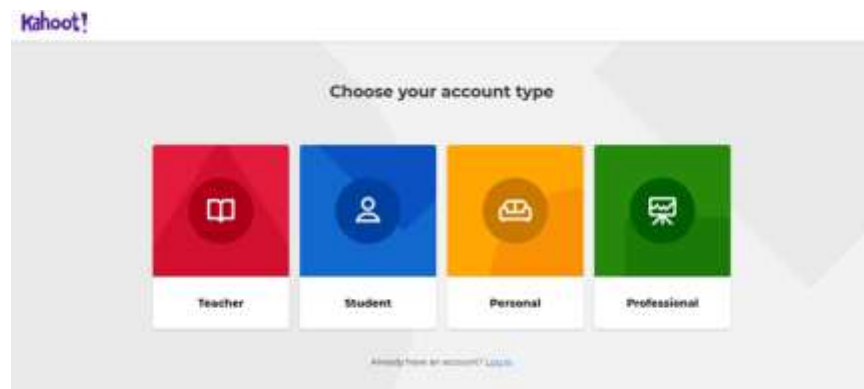 Kahoot!
Choose your account type
Teacher
Student
Personal
Professional
Already have an account? Log in